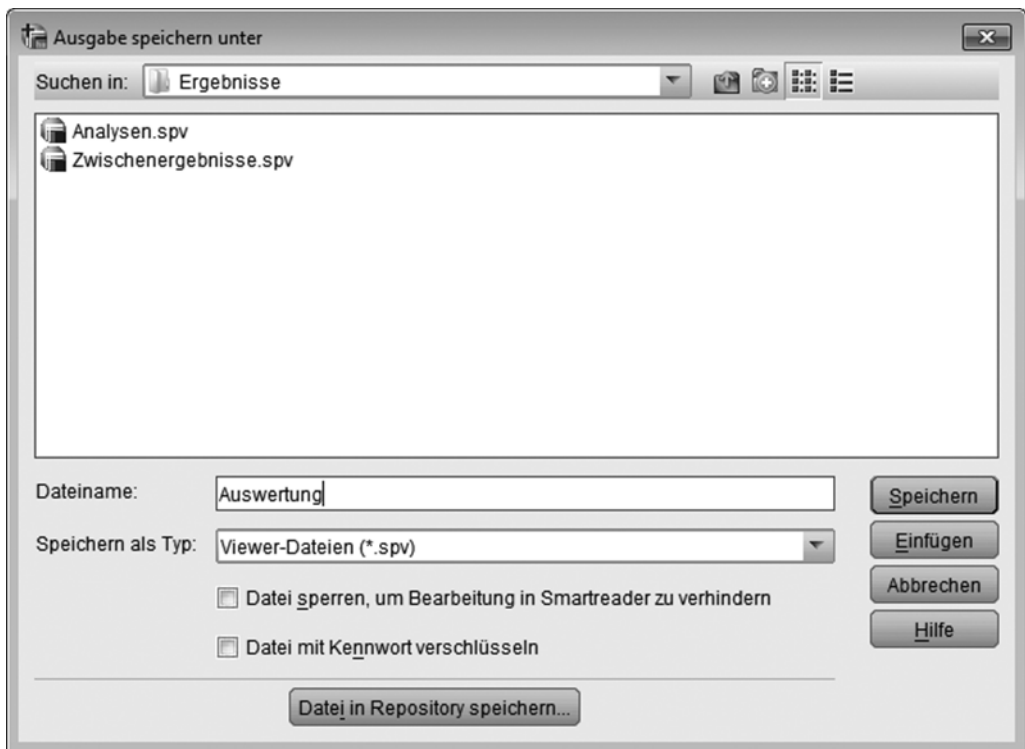 Ausgabe speichern unter
Suchen in: Ergebnisse
Analysen.spv
Zwischenergebnisse.spv
Dateiname: Auswertung
Speichern
Speichern als Typ: Viewer-Dateien (*.spv)
Einfügen
Datei sperren, um Bearbeitung in Smartreader zu verhindern
Abbrechen
Datei mit Kennwort verschlüsseln
Hilfe
Datei in Repository speichern...